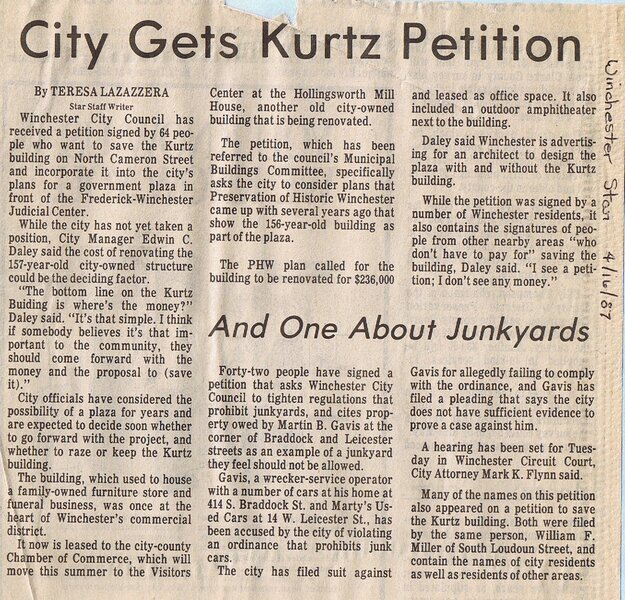 City Gets Kurtz Petition
By TERESA LAZAZZERA
Star Staff Writer
Winchester City Council has
received a petition signed by 64 peo-
ple who want to save the Kurtz
building on North Cameron Street
and incorporate it into the city's
plans for a government plaza in
front of the Frederick-Winchester
Judicial Center.
While the city has not yet taken a
position, City Manager Edwin C.
Daley said the cost of renovating the
157-year-old city-owned structure
could be the deciding factor.
"The bottom line on the Kurtz
Buiding is where's the money?"
Daley said. "It's that simple. I think
if somebody believes it's that im-
portant to the community, they
should come forward with the
money and the proposal to (save
it)."
City officials have considered the
possibility of a plaza for years and
are expected to decide soon whether
to go forward with the project, and
whether to raze or keep the Kurtz
building.
The building, which used to house
a family-owned furniture store and
funeral business, was once at the
heart of Winchester's commercial
district.
It now is leased to the city-county
Chamber of Commerce, which will
move this summer to the Visitors
Center at the Hollingsworth Mill
House, another old city-owned
building that is being renovated.
The petition, which has been
referred to the council's Municipal
Buildings Committee, specifically
asks the city to consider plans that
Preservation of Historic Winchester
came up with several years ago that
show the 156-year-old building as
part of the plaza.
The PHW plan called for the
building to be renovated for $236,000
and leased as office space. It also
included an outdoor amphitheater
next to the building.
Daley said Winchester is advertis-
ing for an architect to design the
plaza with and without the Kurtz
building.
While the petition was signed by a
number of Winchester residents, it
also contains the signatures of
people from other nearby areas "who
don't have to pay for" saving the
building, Daley said. "I see a peti-
tion; I don't see any money."
And One About Junkyards
Forty-two people have signed a
petition that asks Winchester City
Council to tighten regulations that
prohibit junkyards, and cites prop-
erty owed by Martin B. Gavis at the
corner of Braddock and Leicester
streets as an example of a junkyard
they feel should not be allowed.
Gavis, a wrecker-service operator
with a number of cars at his home at
414 S. Braddock St. and Marty's Us-
ed Cars at 14 W. Leicester St., has
been accused by the city of violating
an ordinance that prohibits junk
cars.
The city has filed suit against
Gavis for allegedly failing to comply
with the ordinance, and Gavis has
filed a pleading that says the city
does not have sufficient evidence to
prove a case against him.
A hearing has been set for Tues-
day in Winchester Circuit Court,
City Attorney Mark K. Flynn said.
Many of the names on this petition
also appeared on a petition to save
the Kurtz building. Both were filed
by the same person, William F.
Miller of South Loudoun Street, and
contain the names of city residents
as well as residents of other areas.
Winchester Star 4/16/87